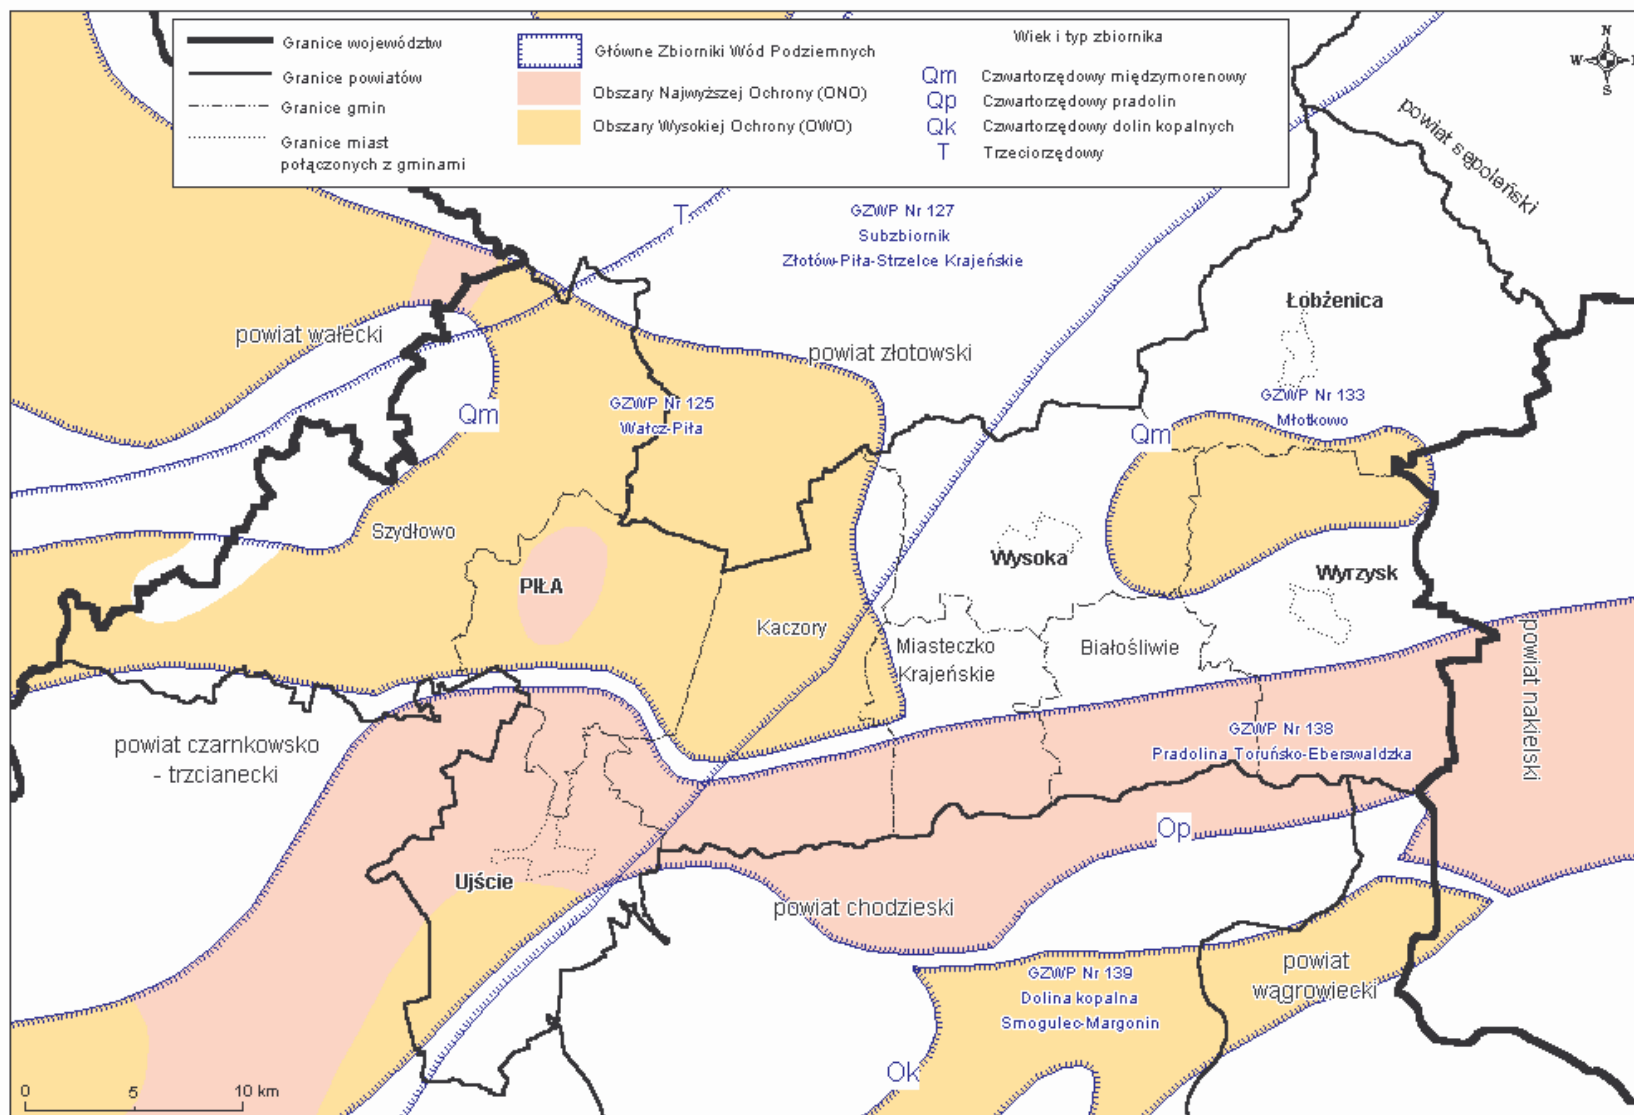 Granice województw
Granice powiatów
Granice gmin
Granice miast
połączonych z gminami
Główne Zbiorniki Wód Podziemnych
Obszary Najwyższej Ochrony (ONO)
Obszary Wysokiej Ochrony (OWO)
Wiek i typ zbiornika
Qm Czwartorzędowy międzymorenowy
Qp Czwartorzędowy pradolin
Qk Czwartorzędowy dolin kopalnych
T Trzeciorzędowy
N
W
S
powiat sępoleński
T
GZWP Nr 127
Subzbiornik
Złotów-Piła-Strzelce Krajeńskie
Łobżenica
powiat wałecki
powiat złotowski
GZWP Nr 133
Młotkowo
Qm
GZWP Nr 125
Wałcz-Piła
Qm
Szydłowo
Wysoka
Wyrzysk
PIŁA
Kaczory
Miasteczko
Krajeńskie
Białośliwie
powiat nakielski
powiat czarnkowsko
- trzcianecki
GZWP Nr 138
Pradolina Toruńsko-Eberswaldzka
Qp
Ujście
powiat chodzieski
GZWP Nr 139
Dolina kopalna
Smogulec-Margonin
powiat
wągrowiecki
Qk
0 5 10 km